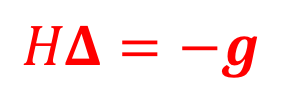 𝐻𝚫 = −𝒈